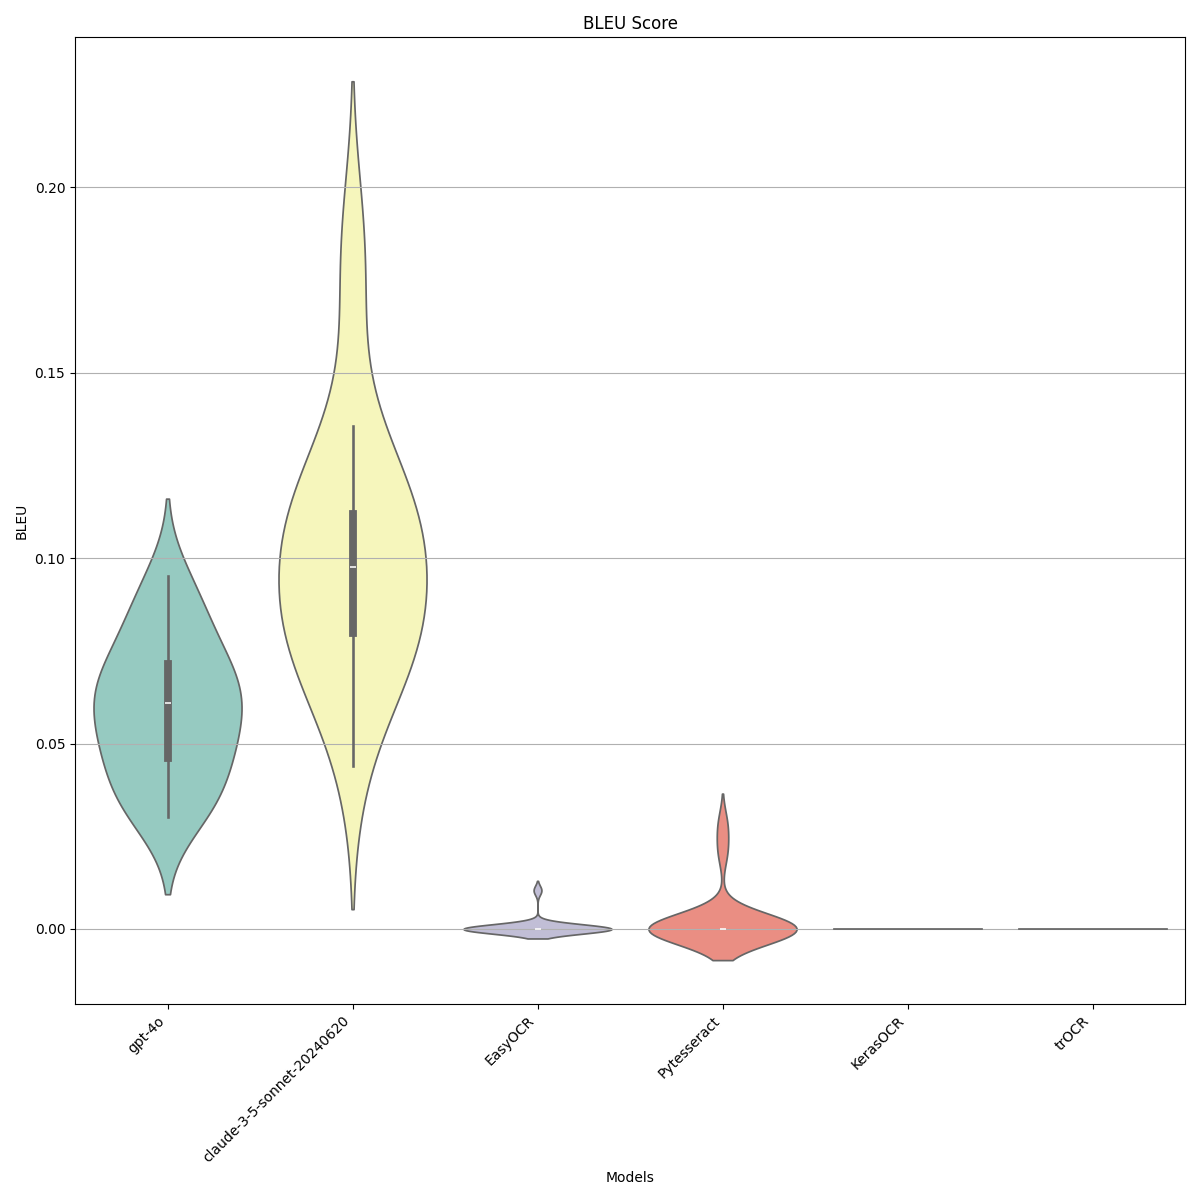 BLEU Score
0.20
0.15
0.10
0.05
0.00
BLEU
gpt-4o
claude-3-5-sonnet-20240620
EasyOCR
Pytesseract
KerasOCR
trOCR
Models